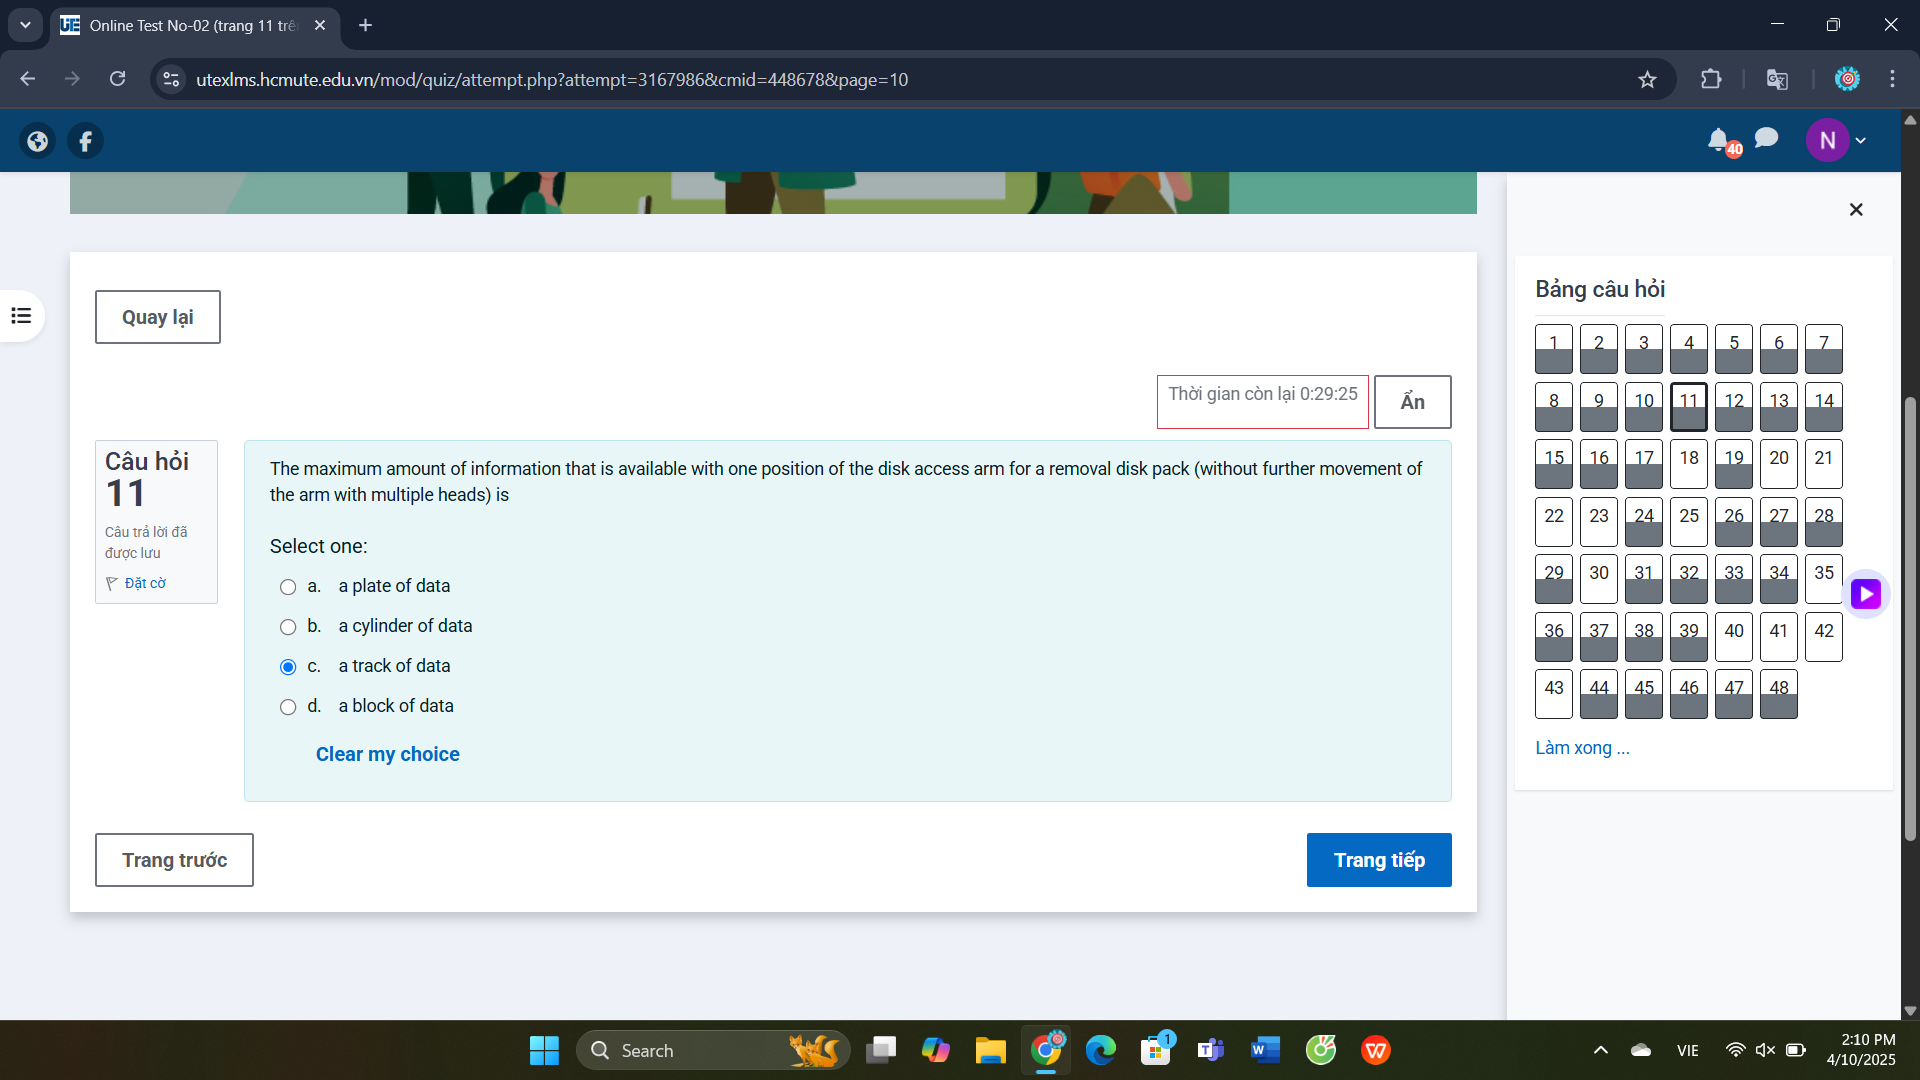 Online Test No-02 (trang 11 trê
utexlms.hcmute.edu.vn/mod/quiz/attempt.php?attempt=3167986&cmid=448678&page=10
40
N
Quay lại
Thời gian còn lại 0:29:25
Ẩn
Câu hỏi
11
Câu trả lời đã
được lưu
Đặt cờ
The maximum amount of information that is available with one position of the disk access arm for a removal disk pack (without further movement of
the arm with multiple heads) is
Select one:
a. a plate of data
b. a cylinder of data
c. a track of data
d. a block of data
Clear my choice
Trang trước
Trang tiếp
Bảng câu hỏi
1 2 3 4 5 6 7
8 9 10 11 12 13 14
15 16 17 18 19 20 21
22 23 24 25 26 27 28
29 30 31 32 33 34 35
36 37 38 39 40 41 42
43 44 45 46 47 48
Làm xong ...
Search
1
VIE
2:10 PM
4/10/2025